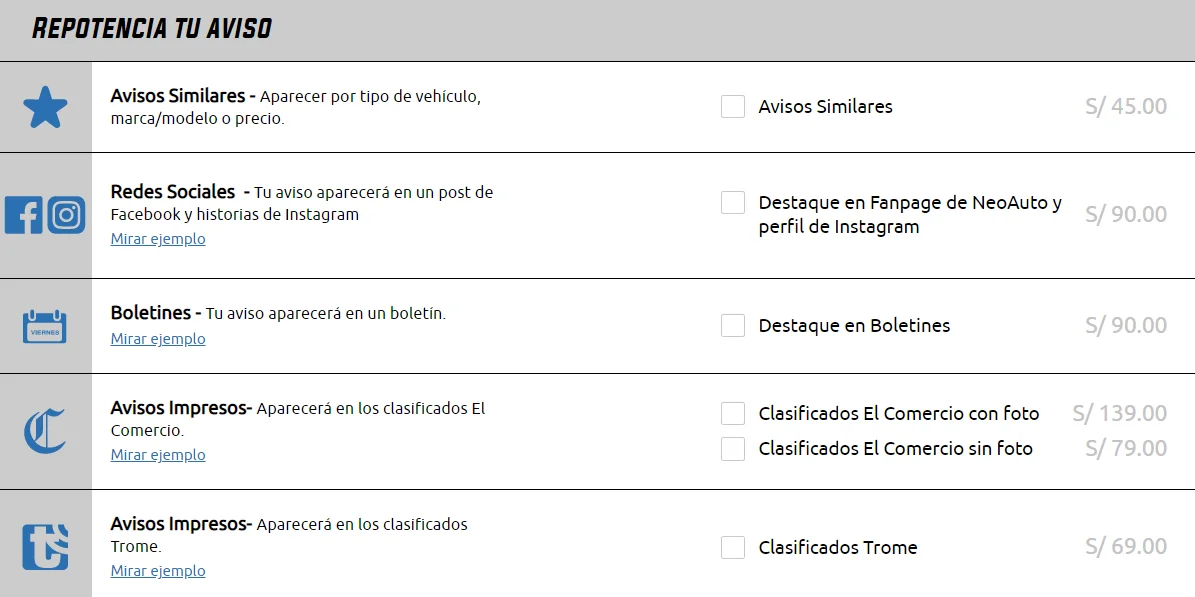 REPOTENCIA TU AVISO
Avisos Similares - Aparecer por tipo de vehículo,
marca/modelo o precio.
Avisos Similares
S/ 45.00
Redes Sociales - Tu aviso aparecerá en un post de
Facebook y historias de Instagram
Mirar ejemplo
Destaque en Fanpage de NeoAuto y
perfil de Instagram
S/ 90.00
VIERNES
Boletines - Tu aviso aparecerá en un boletín.
Mirar ejemplo
Destaque en Boletines
S/ 90.00
C
Avisos Impresos- Aparecerá en los clasificados El
Comercio.
Mirar ejemplo
Clasificados El Comercio con foto
S/ 139.00
Clasificados El Comercio sin foto
S/ 79.00
t
Avisos Impresos- Aparecerá en los clasificados
Trome.
Mirar ejemplo
Clasificados Trome
S/ 69.00